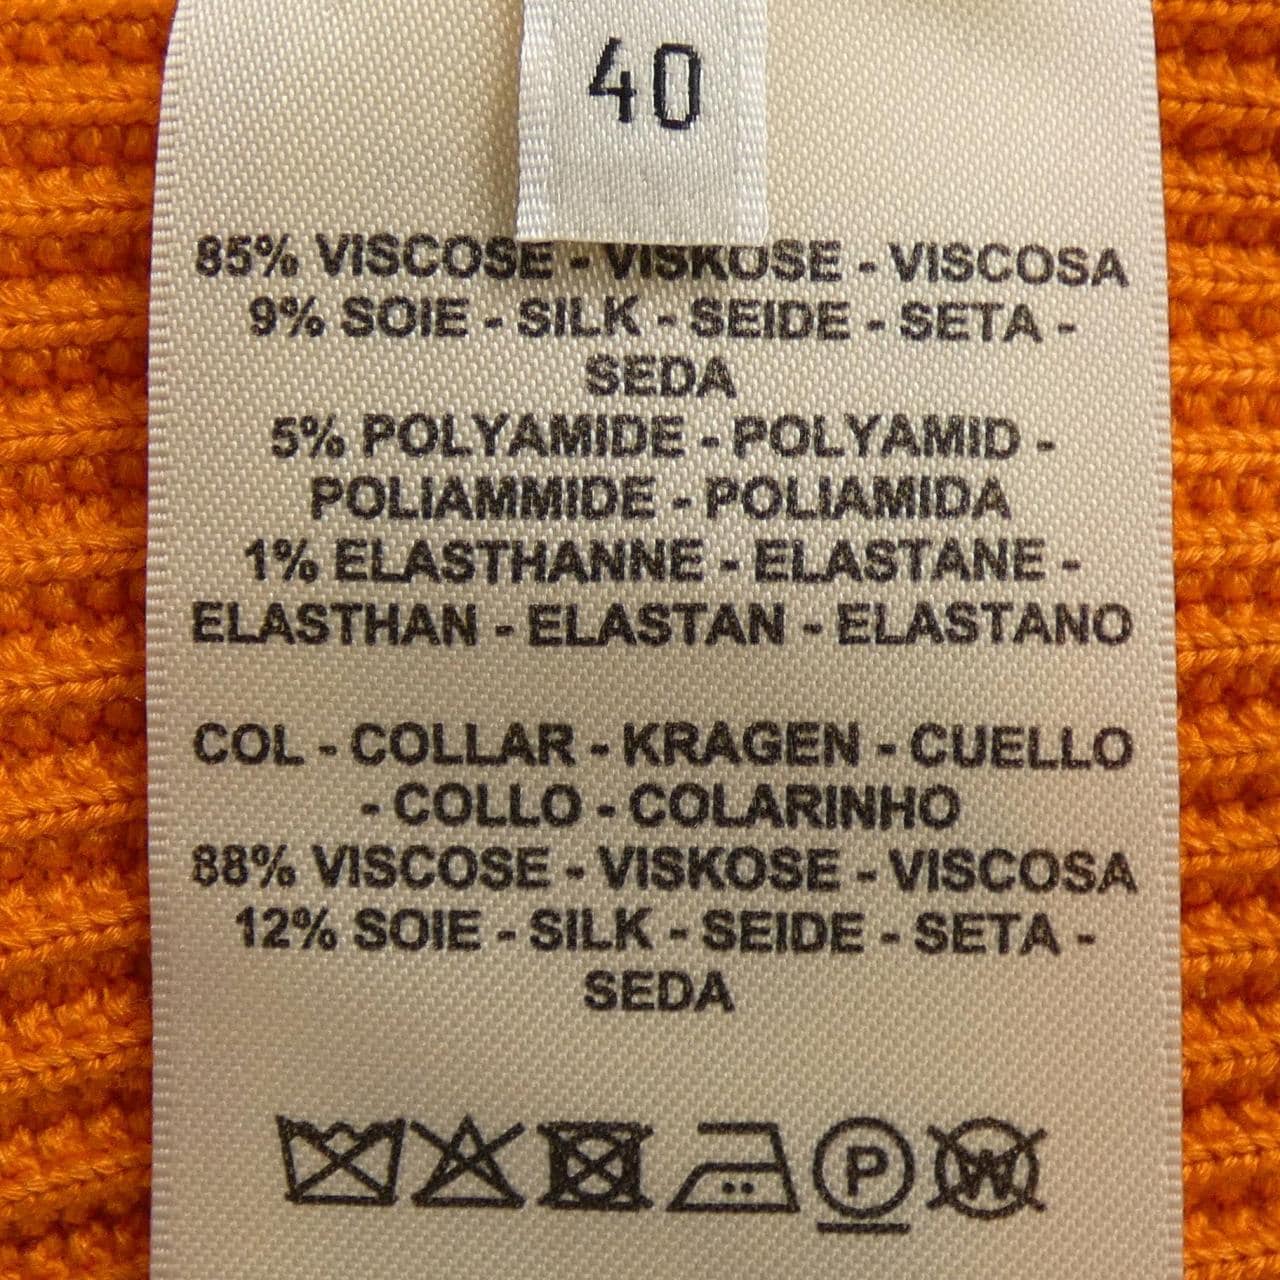 40
85% VISCOSE - VISKOSE - VISCOSA
9% SOIE - SILK - SEIDE - SETA -
SEDA
5% POLYAMIDE - POLYAMID -
POLIAMMIDE - POLIAMIDA
1% ELASTHANNE - ELASTANE -
ELASTHAN - ELASTAN - ELASTANO
COL - COLLAR - KRAGEN - CUELLO
- COLLO - COLARINHO
88% VISCOSE - VISKOSE - VISCOSA
12% SOIE - SILK - SEIDE - SETA -
SEDA
P W